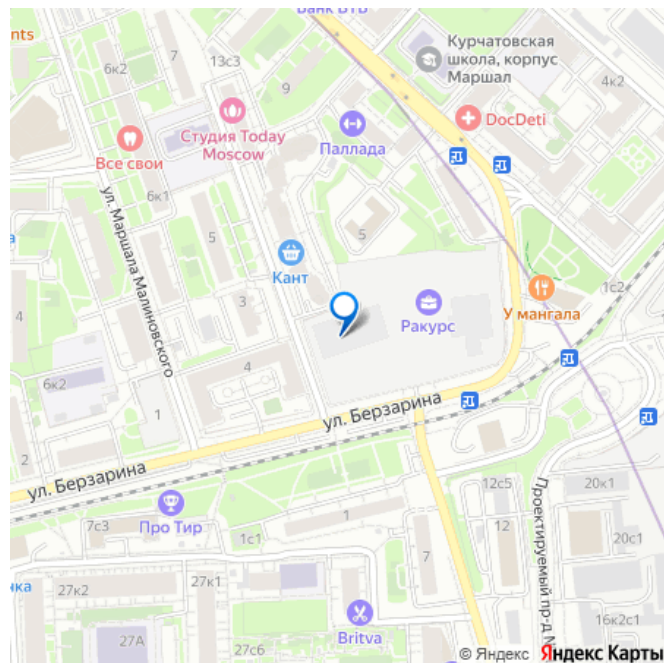 Банк ВТБ
nts
7
13с3
6к2
9
Курчатовская
школа, корпус
Маршал
4к2
DocDeti
Студия Today
Moscow
Паллада
Все свои
6к1
а
ул. Маршала Малиновского
5
5
Кант
1с2
3
Ракурс
У мангала
4
6к2
1
ул. Берзарина
2
ул. Берзарина
12с5
20к1
Про Тир
7с3
1
1с1
12
Проектируемый пр-д N
20с1
7
нка
27к2
27к1
16к2с1
27А
Britva
27с6
© Яндекс Яндекс Карты